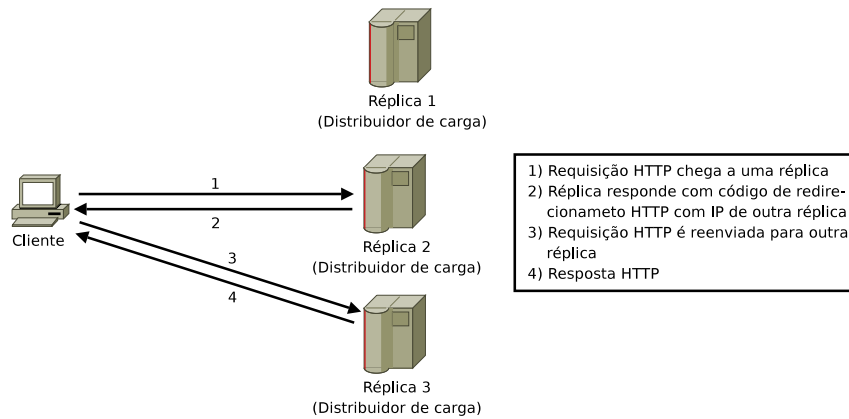 Réplica 1
(Distribuidor de carga)
1
2
Cliente
Réplica 2
(Distribuidor de carga)
3
4
Réplica 3
(Distribuidor de carga)
1) Requisição HTTP chega a uma réplica
2) Réplica responde com código de redire-
cionameto HTTP com IP de outra réplica
3) Requisição HTTP é reenviada para outra
réplica
4) Resposta HTTP